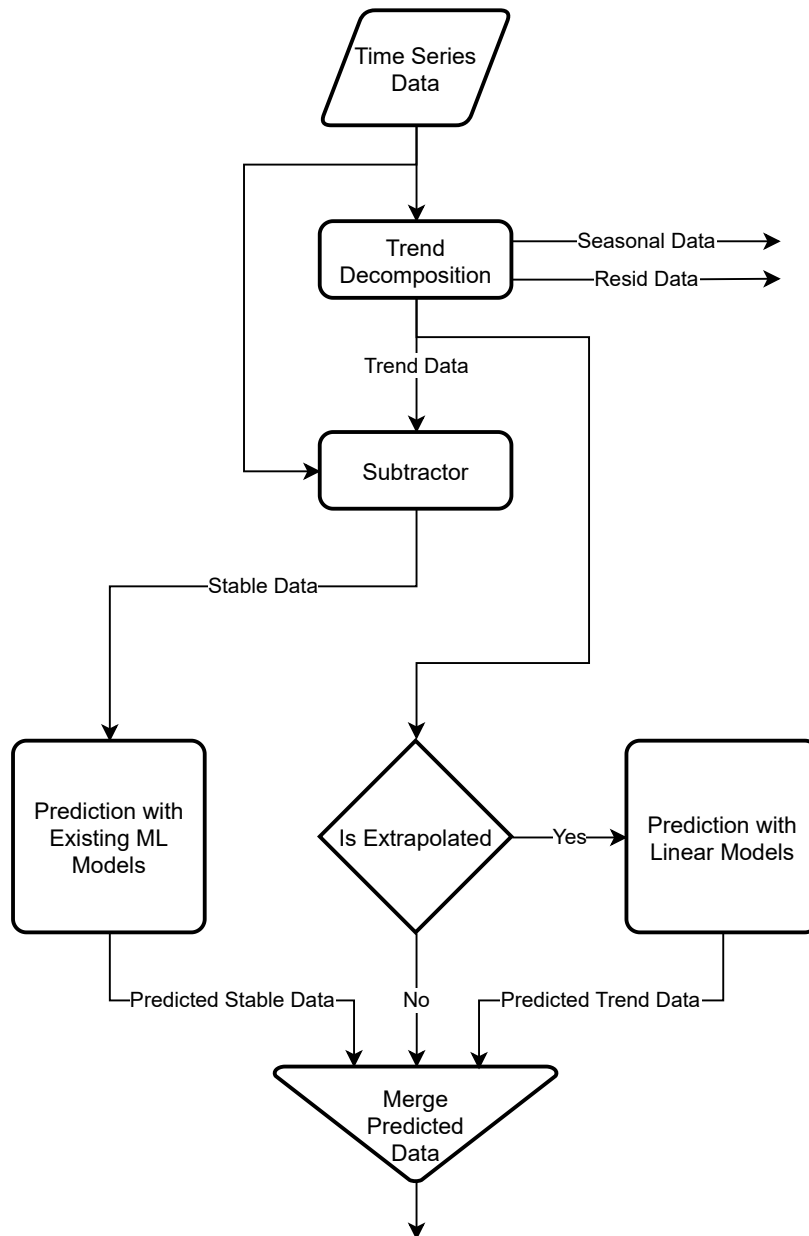 Time Series
Data
Trend
Decomposition
Seasonal Data
Resid Data
Trend Data
Subtractor
Stable Data
Prediction with
Existing ML
Models
Is Extrapolated
Yes
Prediction with
Linear Models
Predicted Stable Data
No
Predicted Trend Data
Merge
Predicted
Data